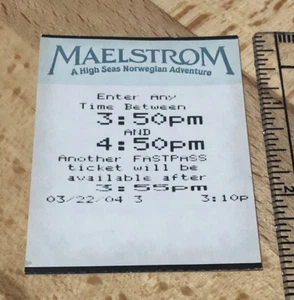 MAELSTROM
A High Seas Norwegian Adventure
Enter Any
Time Between
3:50pm
AND
4:50pm
Another FASTPASS
ticket will be
available after
3:55pm
03/22/04 3 3:10p